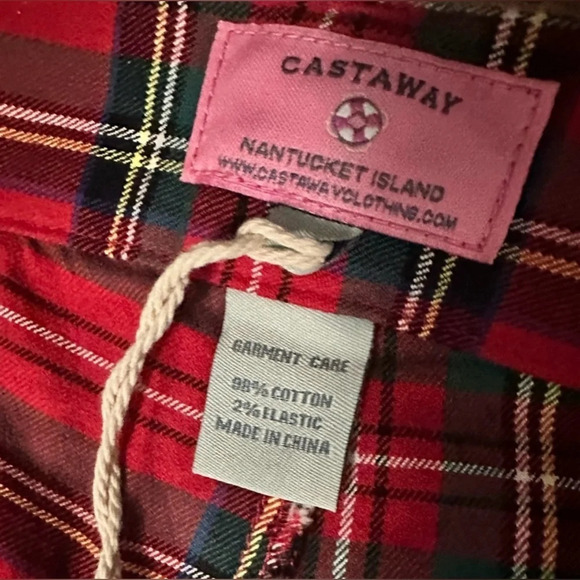 CASTAWAY
NANTUCKET ISLAND
WWW.CASTAWAYCLOTHING.COM
GARMENT CARE
98% COTTON
2% ELASTIC
MADE IN CHINA